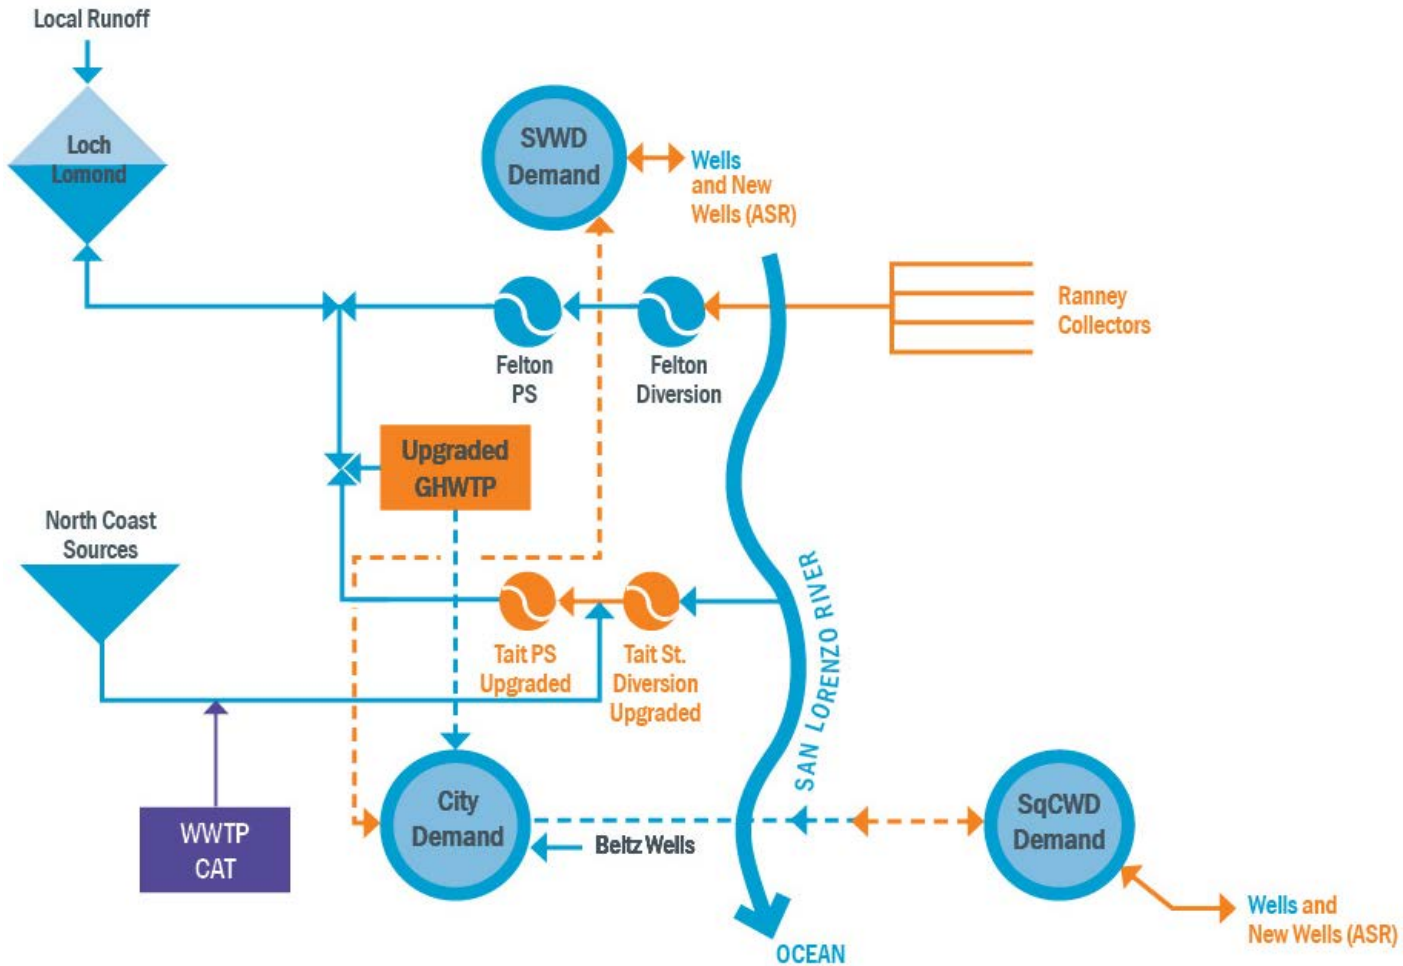 Local Runoff
Loch
Lomond
SVWD
Demand
Wells
and New
Wells (ASR)
Ranney
Collectors
Felton
PS
Felton
Diversion
Upgraded
GHWTP
North Coast
Sources
Tait PS
Upgraded
Tait St.
Diversion
Upgraded
SAN LORENZO RIVER
WWTP
CAT
City
Demand
Beltz Wells
SqCWD
Demand
Wells and
New Wells (ASR)
OCEAN